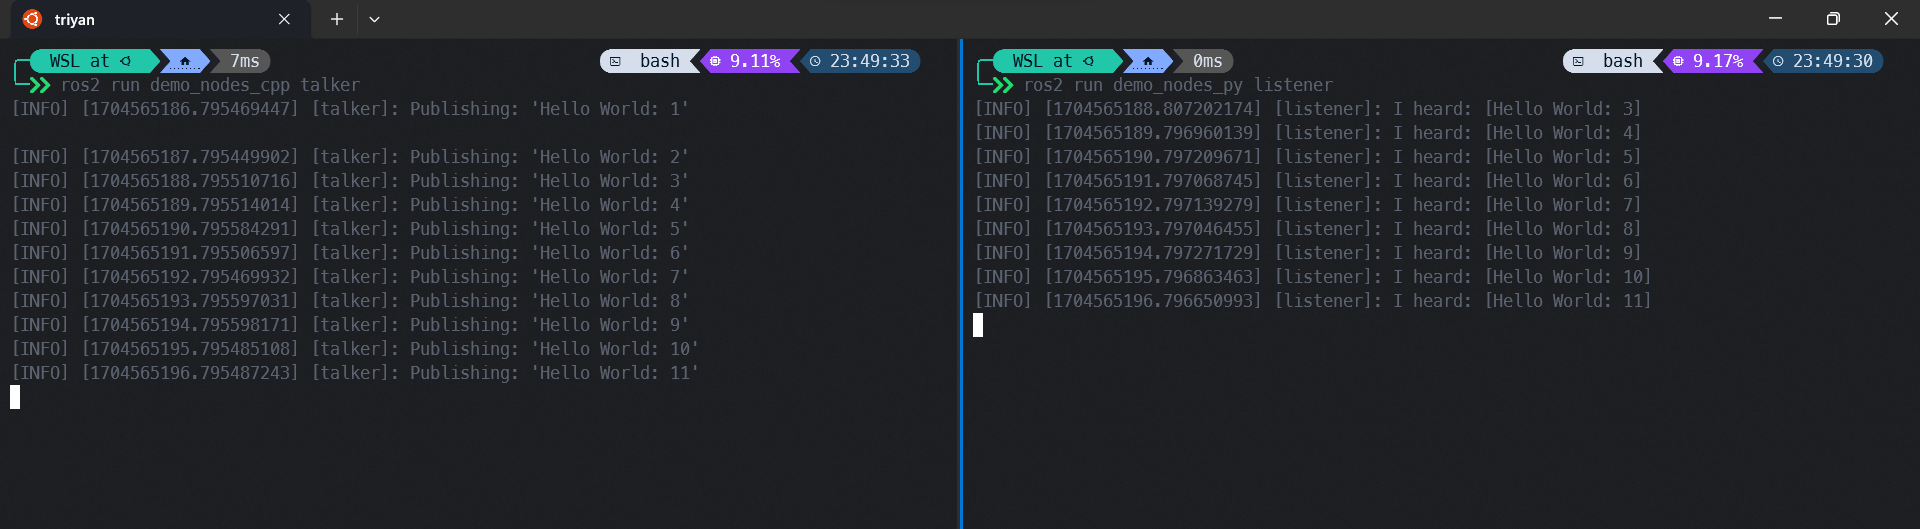 triyan
WSL at 7ms bash 9.11% 23:49:33
ros2 run demo_nodes_cpp talker
[INFO] [1704565186.795469447] [talker]: Publishing: 'Hello World: 1'
[INFO] [1704565187.795449902] [talker]: Publishing: 'Hello World: 2'
[INFO] [1704565188.795510716] [talker]: Publishing: 'Hello World: 3'
[INFO] [1704565189.795514014] [talker]: Publishing: 'Hello World: 4'
[INFO] [1704565190.795584291] [talker]: Publishing: 'Hello World: 5'
[INFO] [1704565191.795506597] [talker]: Publishing: 'Hello World: 6'
[INFO] [1704565192.795469932] [talker]: Publishing: 'Hello World: 7'
[INFO] [1704565193.795597031] [talker]: Publishing: 'Hello World: 8'
[INFO] [1704565194.795598171] [talker]: Publishing: 'Hello World: 9'
[INFO] [1704565195.795485108] [talker]: Publishing: 'Hello World: 10'
[INFO] [1704565196.795487243] [talker]: Publishing: 'Hello World: 11'
WSL at 0ms bash 9.17% 23:49:30
ros2 run demo_nodes_py listener
[INFO] [1704565188.807202174] [listener]: I heard: [Hello World: 3]
[INFO] [1704565189.796960139] [listener]: I heard: [Hello World: 4]
[INFO] [1704565190.797209671] [listener]: I heard: [Hello World: 5]
[INFO] [1704565191.797068745] [listener]: I heard: [Hello World: 6]
[INFO] [1704565192.797139279] [listener]: I heard: [Hello World: 7]
[INFO] [1704565193.797046455] [listener]: I heard: [Hello World: 8]
[INFO] [1704565194.797271729] [listener]: I heard: [Hello World: 9]
[INFO] [1704565195.796863463] [listener]: I heard: [Hello World: 10]
[INFO] [1704565196.796650993] [listener]: I heard: [Hello World: 11]